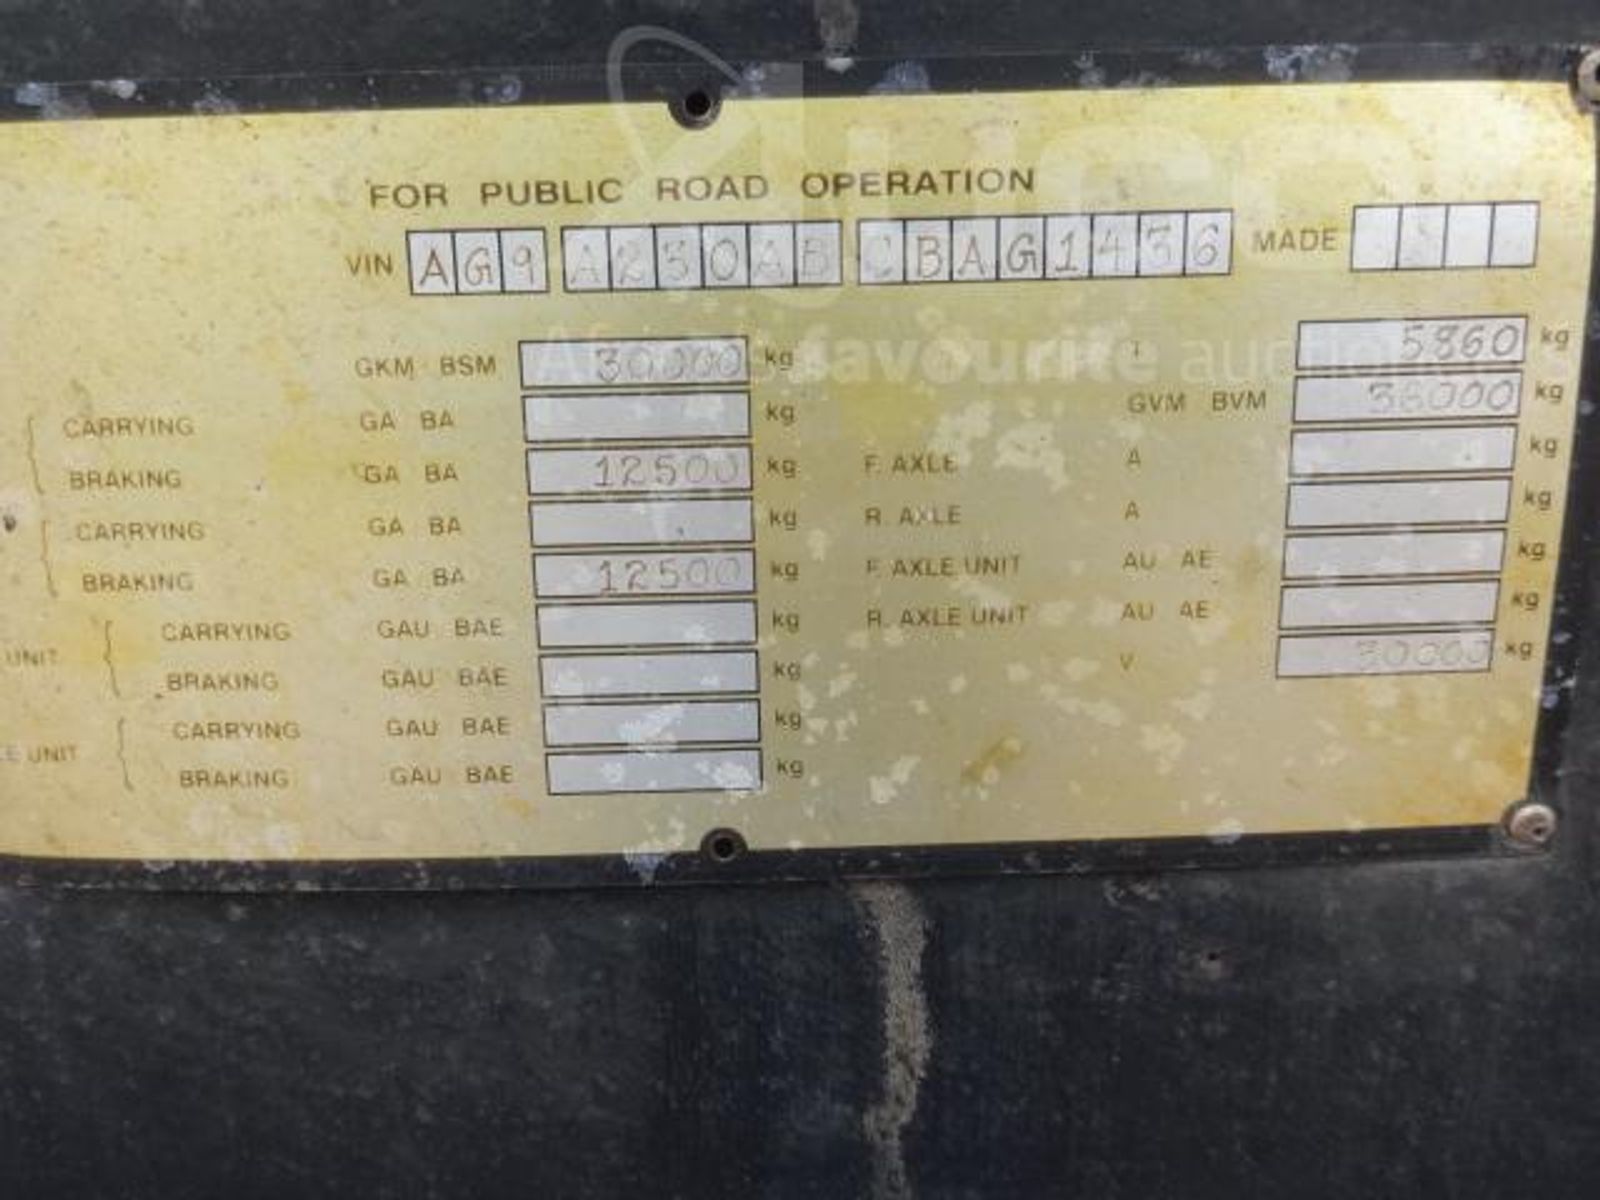 FOR PUBLIC ROAD OPERATION
VIN AG9 A230AB CBAG1436 MADE
GKM BSM 30000 kg T 5860 kg
CARRYING GA BA kg GVM BVM kg
BRAKING GA BA 12500 kg F. AXLE A kg
CARRYING GA BA kg R. AXLE A kg
BRAKING GA BA 12500 kg F. AXLE UNIT AU AE kg
UNIT CARRYING GAU BAE kg R. AXLE UNIT AU AE kg
BRAKING GAU BAE kg V 30000 kg
E UNIT CARRYING GAU BAE kg
BRAKING GAU BAE kg
favourite